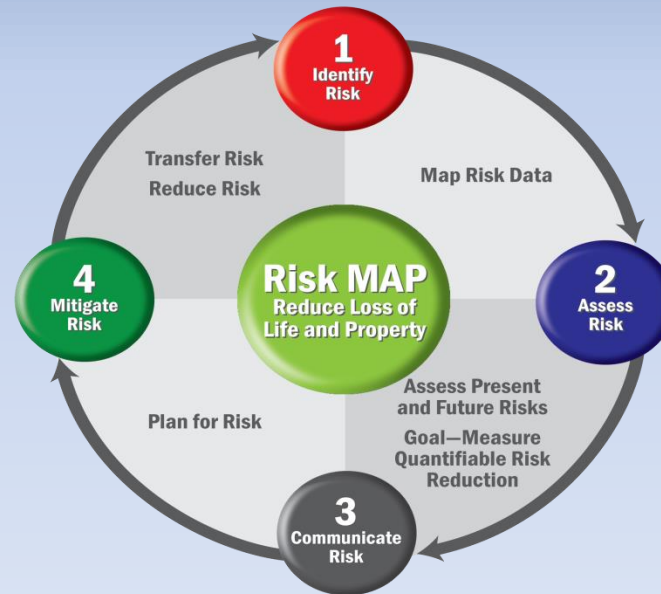 1
Identify
Risk
Transfer Risk
Reduce Risk
Map Risk Data
4
Mitigate
Risk
Risk MAP
Reduce Loss of
Life and Property
2
Assess
Risk
Plan for Risk
Assess Present
and Future Risks
Goal—Measure
Quantifiable Risk
Reduction
3
Communicate
Risk